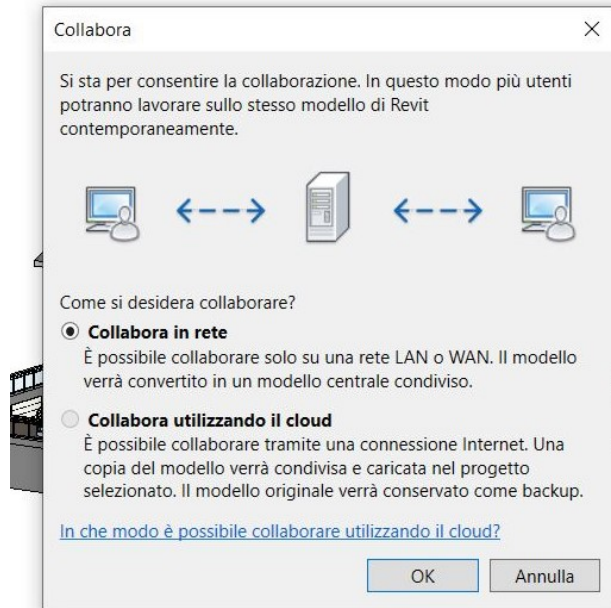 Collabora
Si sta per consentire la collaborazione. In questo modo più utenti
potranno lavorare sullo stesso modello di Revit
contemporaneamente.
Come si desidera collaborare?
Collabora in rete
È possibile collaborare solo su una rete LAN o WAN. Il modello
verrà convertito in un modello centrale condiviso.
Collabora utilizzando il cloud
È possibile collaborare tramite una connessione Internet. Una
copia del modello verrà condivisa e caricata nel progetto
selezionato. Il modello originale verrà conservato come backup.
In che modo è possibile collaborare utilizzando il cloud?
OK
Annulla